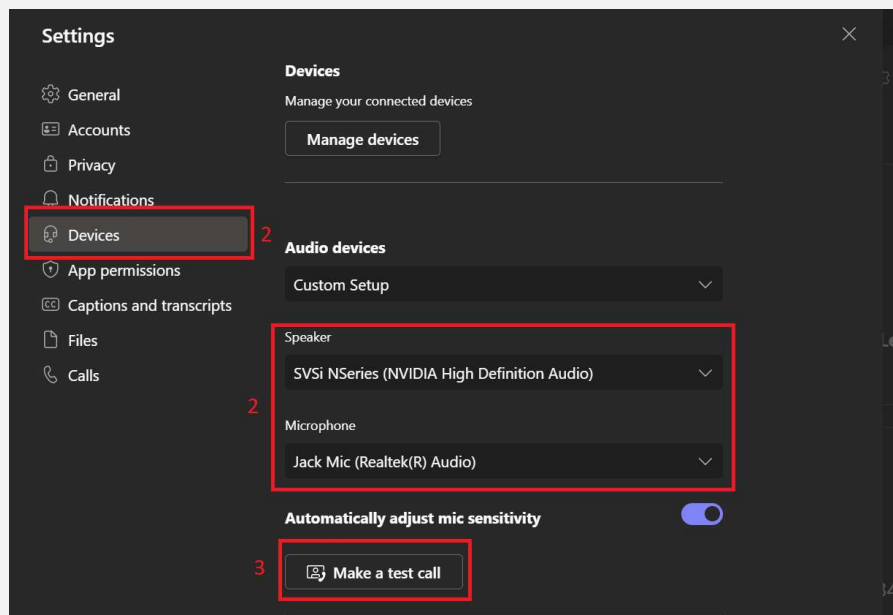 Settings
General
Accounts
Privacy
Notifications
Devices
2
App permissions
Captions and transcripts
Files
Calls
Devices
Manage your connected devices
Manage devices
Audio devices
Custom Setup
2
Speaker
SVSi NSeries (NVIDIA High Definition Audio)
Microphone
Jack Mic (Realtek(R) Audio)
Automatically adjust mic sensitivity
3
Make a test call